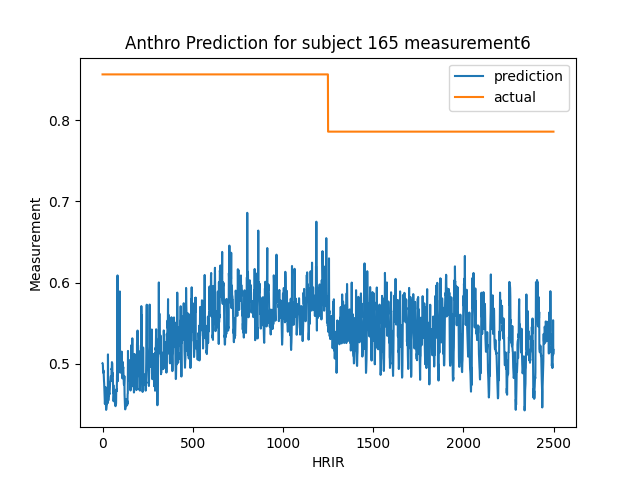 Anthro Prediction for subject 165 measurement6
prediction
actual
0.8
0.7
0.6
0.5
Measurement
0
500
1000
1500
2000
2500
HRIR